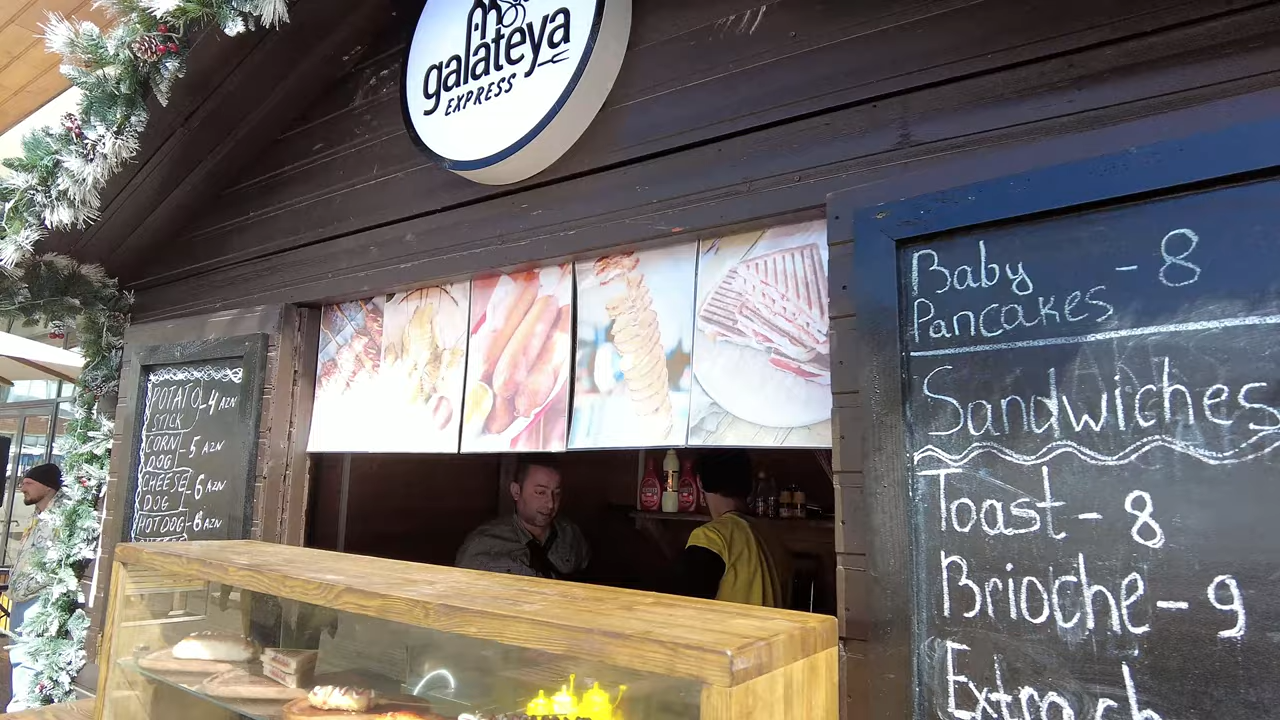 galateya
EXPRESS
POTATO - 4 AZN
STICK
CORN - 5 AZN
DOG
CHEESE - 6 AZN
DOG
HOTDOG - 6 AZN
Baby - 8
Pancakes
Sandwiches
Toast - 8
Brioche - 9